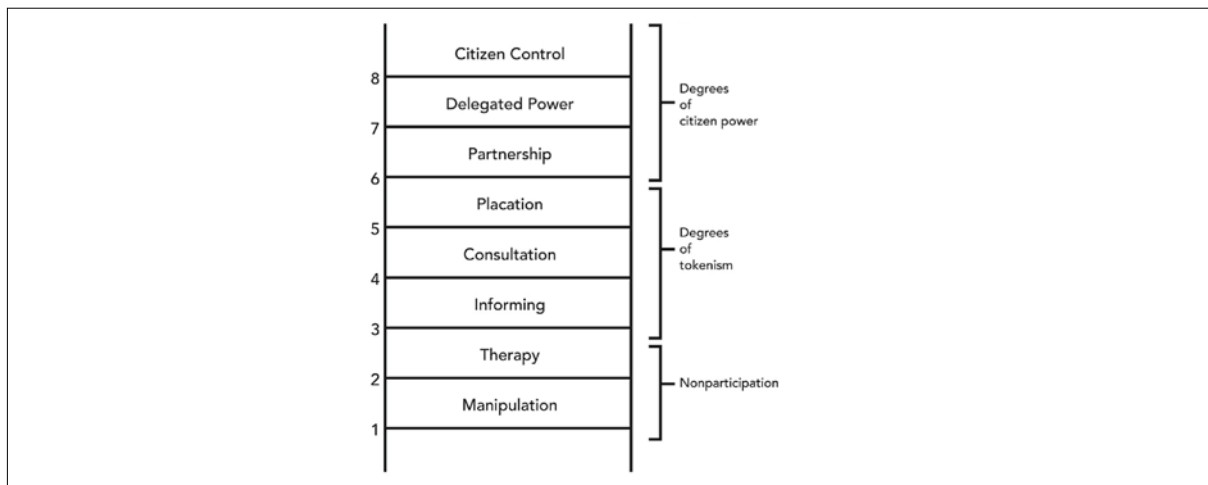 Citizen Control
8
Delegated Power
7
Partnership
6
Placation
5
Consultation
4
Informing
3
Therapy
2
Manipulation
1
Degrees
of
citizen power
Degrees
of
tokenism
Nonparticipation